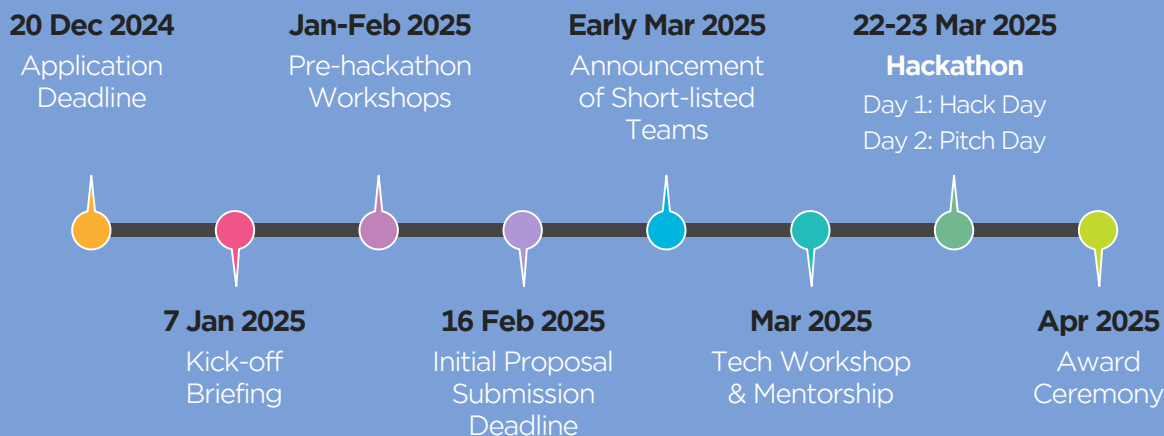 20 Dec 2024
Application
Deadline
Jan-Feb 2025
Pre-hackathon
Workshops
Early Mar 2025
Announcement
of Short-listed
Teams
22-23 Mar 2025
Hackathon
Day 1: Hack Day
Day 2: Pitch Day
7 Jan 2025
Kick-off
Briefing
16 Feb 2025
Initial Proposal
Submission
Deadline
Mar 2025
Tech Workshop
& Mentorship
Apr 2025
Award
Ceremony